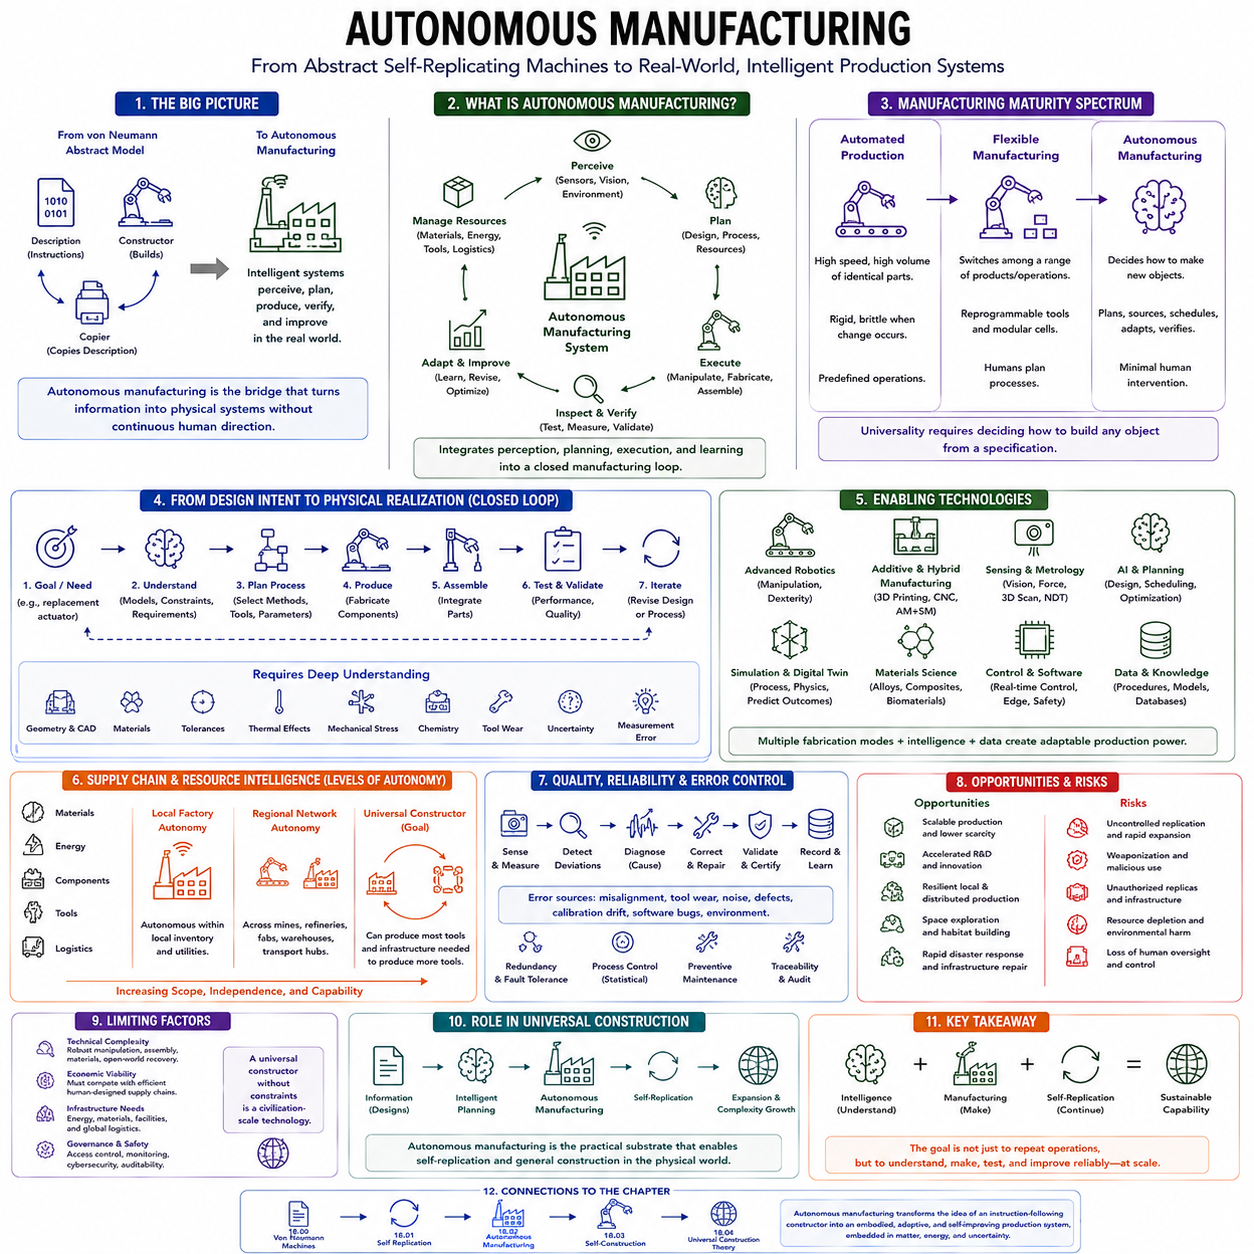 AUTONOMOUS MANUFACTURING
From Abstract Self-Replicating Machines to Real-World, Intelligent Production Systems
1. THE BIG PICTURE
From von Neumann
Abstract Model
To Autonomous
Manufacturing
1010
0101
Description
(Instructions)
Constructor
(Builds)
Copier
(Copies Description)
Intelligent systems
perceive, plan,
produce, verify,
and improve
in the real world.
Autonomous manufacturing is the bridge that turns
information into physical systems without
continuous human direction.
2. WHAT IS AUTONOMOUS MANUFACTURING?
Perceive
(Sensors, Vision,
Environment)
Plan
(Design, Process,
Resources)
Execute
(Manipulate, Fabricate,
Assemble)
Inspect & Verify
(Test, Measure, Validate)
Adapt & Improve
(Learn, Revise,
Optimize)
Manage Resources
(Materials, Energy,
Tools, Logistics)
Autonomous
Manufacturing
System
Integrates perception, planning, execution, and learning
into a closed manufacturing loop.
3. MANUFACTURING MATURITY SPECTRUM
Automated
Production
High speed, high volume
of identical parts.
Rigid, brittle when
change occurs.
Predefined operations.
Flexible
Manufacturing
Switches among a range
of products/operations.
Reprogrammable tools
and modular cells.
Humans plan
processes.
Autonomous
Manufacturing
Decides how to make
new objects.
Plans, sources, schedules,
adapts, verifies.
Minimal human
intervention.
Universality requires deciding how to build any object
from a specification.
4. FROM DESIGN INTENT TO PHYSICAL REALIZATION (CLOSED LOOP)
1. Goal / Need
(e.g., replacement
actuator)
2. Understand
(Models, Constraints,
Requirements)
3. Plan Process
(Select Methods,
Tools, Parameters)
4. Produce
(Fabricate
Components)
5. Assemble
(Integrate
Parts)
6. Test & Validate
(Performance,
Quality)
7. Iterate
(Revise Design
or Process)
Requires Deep Understanding
Geometry & CAD
Materials
Tolerances
Thermal Effects
Mechanical Stress
Chemistry
Tool Wear
Uncertainty
Measurement
Error
5. ENABLING TECHNOLOGIES
Advanced Robotics
(Manipulation,
Dexterity)
Additive & Hybrid
Manufacturing
(3D Printing, CNC,
AM+SM)
Sensing & Metrology
(Vision, Force,
3D Scan, NDT)
AI & Planning
(Design, Scheduling,
Optimization)
Simulation & Digital Twin
(Process, Physics,
Predict Outcomes)
Materials Science
(Alloys, Composites,
Biomaterials)
Control & Software
(Real-time Control,
Edge, Safety)
Data & Knowledge
(Procedures, Models,
Databases)
Multiple fabrication modes + intelligence + data create adaptable production power.
6. SUPPLY CHAIN & RESOURCE INTELLIGENCE (LEVELS OF AUTONOMY)
Materials
Energy
Components
Tools
Logistics
Local Factory
Autonomy
Autonomous within
local inventory
and utilities.
Regional Network
Autonomy
Across mines, refineries,
fabs, warehouses,
transport hubs.
Universal Constructor
(Goal)
Can produce most tools
and infrastructure needed
to produce more tools.
Increasing Scope, Independence, and Capability
7. QUALITY, RELIABILITY & ERROR CONTROL
Sense
& Measure
Detect
Deviations
Diagnose
(Cause)
Correct
& Repair
Validate
& Certify
Record &
Learn
Error sources: misalignment, tool wear, noise, defects,
calibration drift, software bugs, environment.
Redundancy
& Fault Tolerance
Process Control
(Statistical)
Preventive
Maintenance
Traceability
& Audit
8. OPPORTUNITIES & RISKS
Opportunities
Scalable production
and lower scarcity
Accelerated R&D
and innovation
Resilient local &
distributed production
Space exploration
and habitat building
Rapid disaster response
and infrastructure repair
Risks
Uncontrolled replication
and rapid expansion
Weaponization and
malicious use
Unauthorized replicas
and infrastructure
Resource depletion and
environmental harm
Loss of human oversight
and control
9. LIMITING FACTORS
Technical Complexity
Robust manipulation, assembly,
materials, open-world recovery.
Economic Viability
Must compete with efficient
human-designed supply chains.
Infrastructure Needs
Energy, materials, facilities,
and global logistics.
Governance & Safety
Access control, monitoring,
cybersecurity, auditability.
A universal
constructor
without
constraints
is a civilization-
scale technology.
10. ROLE IN UNIVERSAL CONSTRUCTION
Information
(Designs)
Intelligent
Planning
Autonomous
Manufacturing
Self-Replication
Expansion &
Complexity Growth
Autonomous manufacturing is the practical substrate that enables
self-replication and general construction in the physical world.
11. KEY TAKEAWAY
Intelligence
(Understand)
+
Manufacturing
(Make)
+
Self-Replication
(Continue)
=
Sustainable
Capability
The goal is not just to repeat operations,
but to understand, make, test, and improve reliably—at scale.
12. CONNECTIONS TO THE CHAPTER
16.00
Von Neumann
Machines
16.01
Self Replication
16.02
Autonomous
Manufacturing
16.03
Self-Construction
16.04
Universal Construction
Theory
Autonomous manufacturing transforms the idea of an instruction-following
constructor into an embodied, adaptive, and self-improving production system,
embedded in matter, energy, and uncertainty.